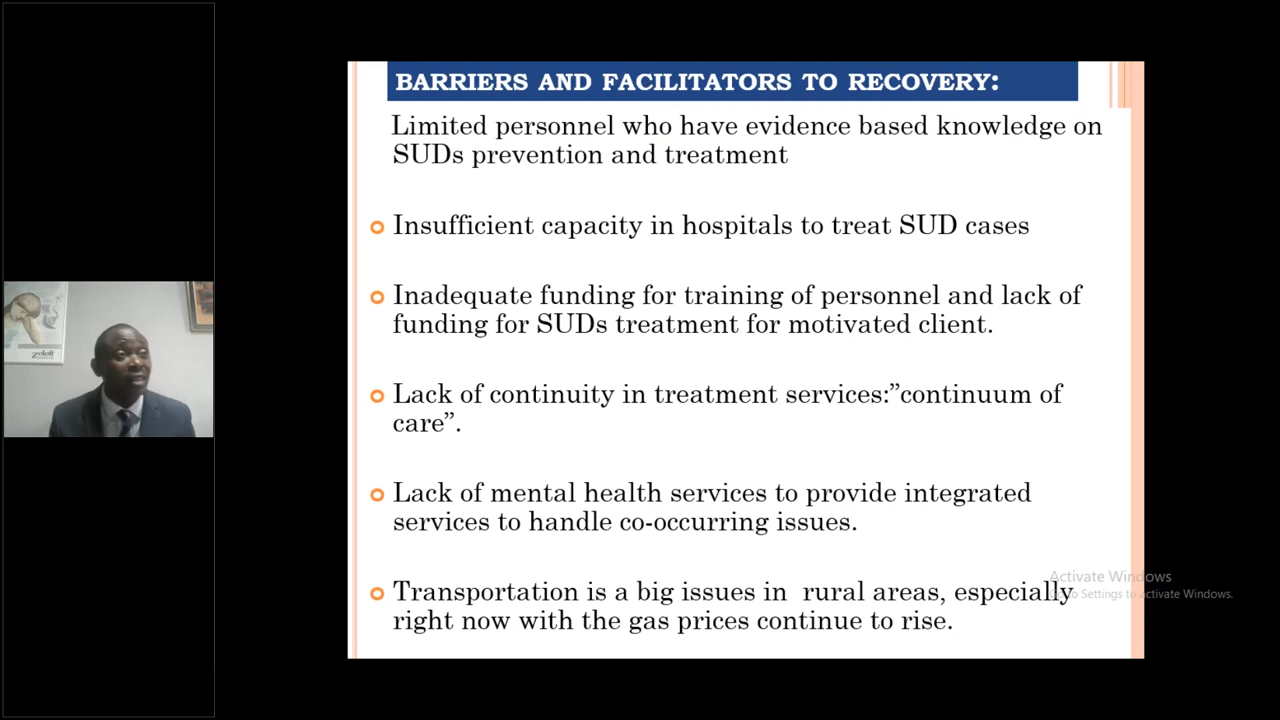 BARRIERS AND FACILITATORS TO RECOVERY:
Limited personnel who have evidence based knowledge on
SUDs prevention and treatment
Insufficient capacity in hospitals to treat SUD cases
Inadequate funding for training of personnel and lack of
funding for SUDs treatment for motivated client.
Lack of continuity in treatment services:”continuum of
care”.
Lack of mental health services to provide integrated
services to handle co-occurring issues.
Transportation is a big issues in rural areas, especially
right now with the gas prices continue to rise.
Activate Windows
Go to Settings to activate Windows.
zoloft